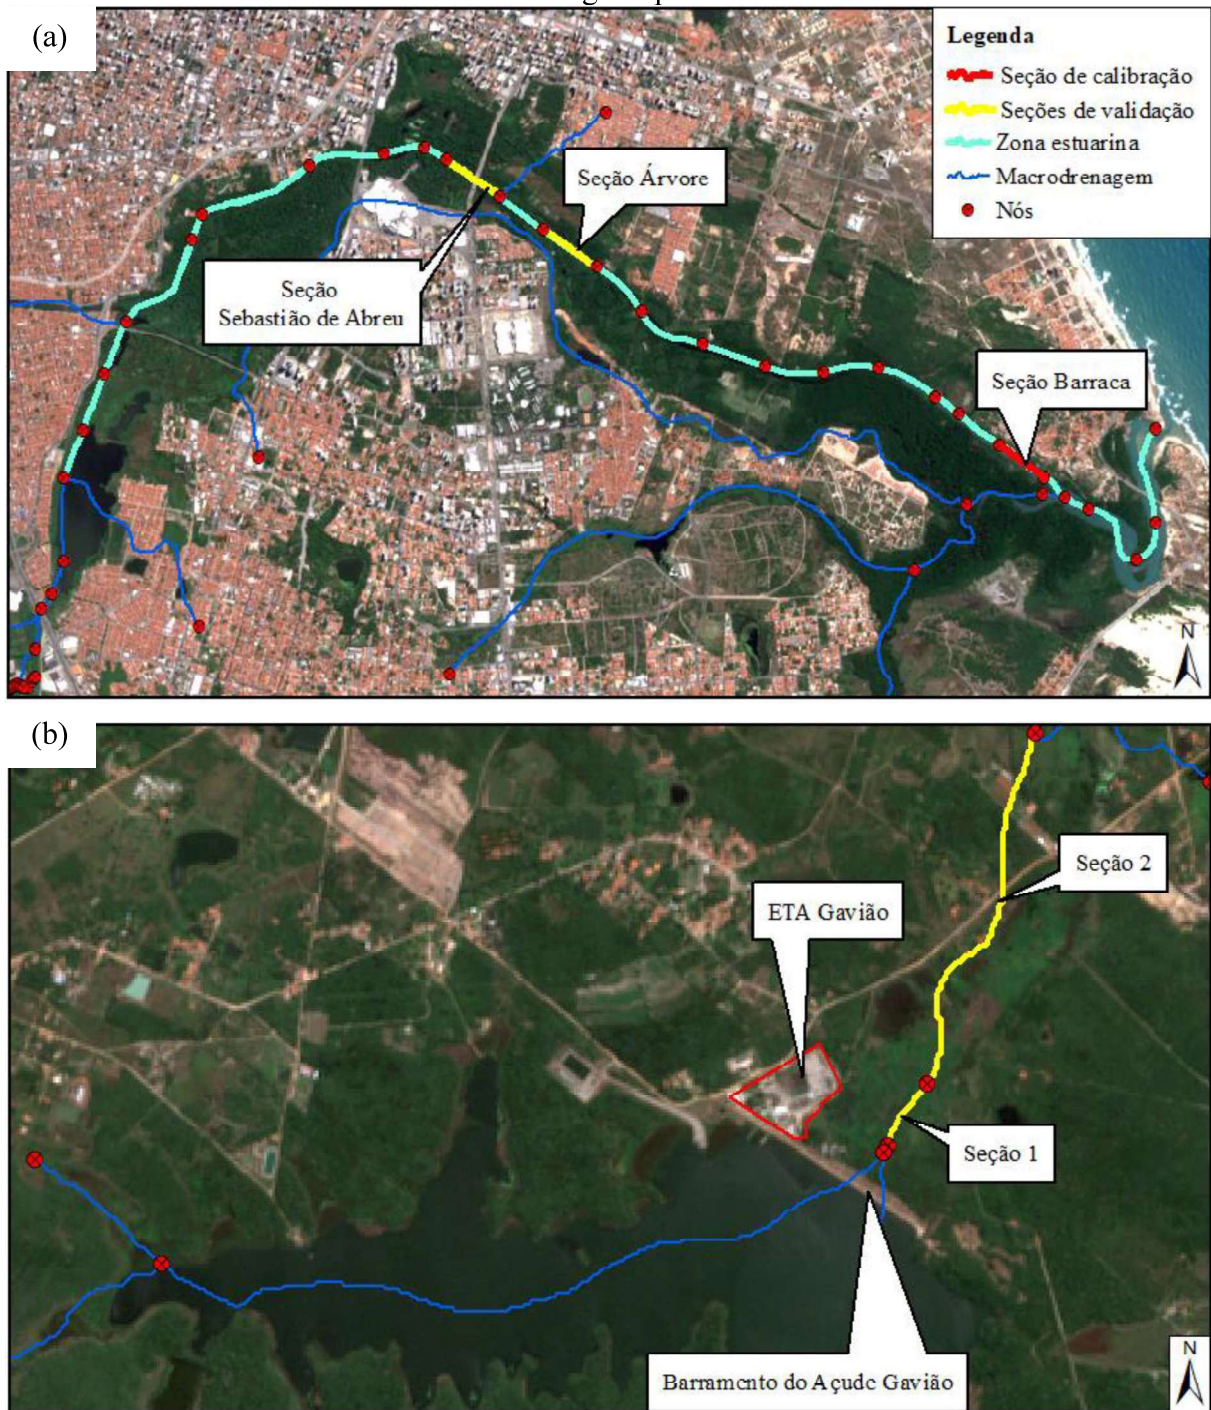 (a)
Legenda
Seção de calibração
Seções de validação
Zona estuarina
Macrodrenagem
Nós
Seção Árvore
Seção
Sebastião de Abreu
Seção Barraca
N
(b)
Seção 2
ETA Gavião
Seção 1
Barramento do Açude Gavião
N